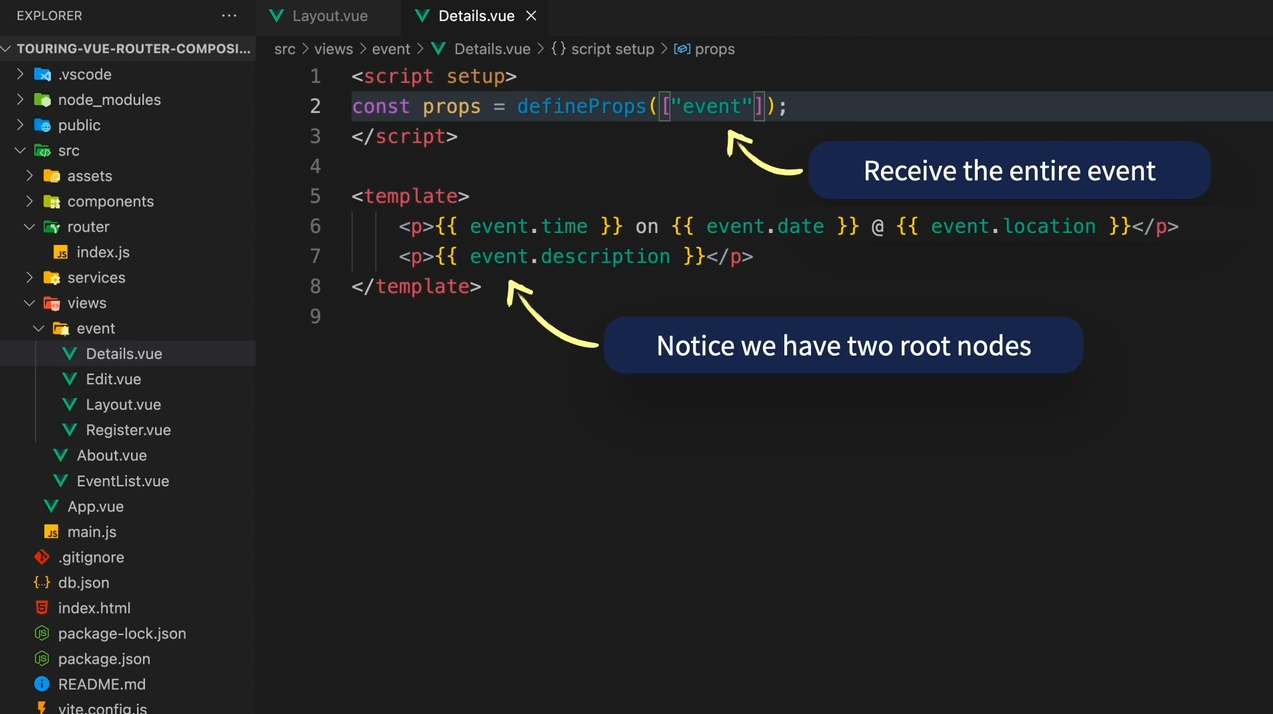 EXPLORER ···
TOURING-VUE-ROUTER-COMPOSI...
.vscode
node_modules
public
src
assets
components
router
index.js
services
views
event
Details.vue
Edit.vue
Layout.vue
Register.vue
About.vue
EventList.vue
App.vue
main.js
.gitignore
db.json
index.html
package-lock.json
package.json
README.md
vite.config.js
Layout.vue Details.vue ×
src > views > event > Details.vue > {} script setup > props
1 <script setup>
2 const props = defineProps(["event"]);
3 </script>
4
5 <template>
6 <p>{{ event.time }} on {{ event.date }} @ {{ event.location }}</p>
7 <p>{{ event.description }}</p>
8 </template>
9
Receive the entire event
Notice we have two root nodes